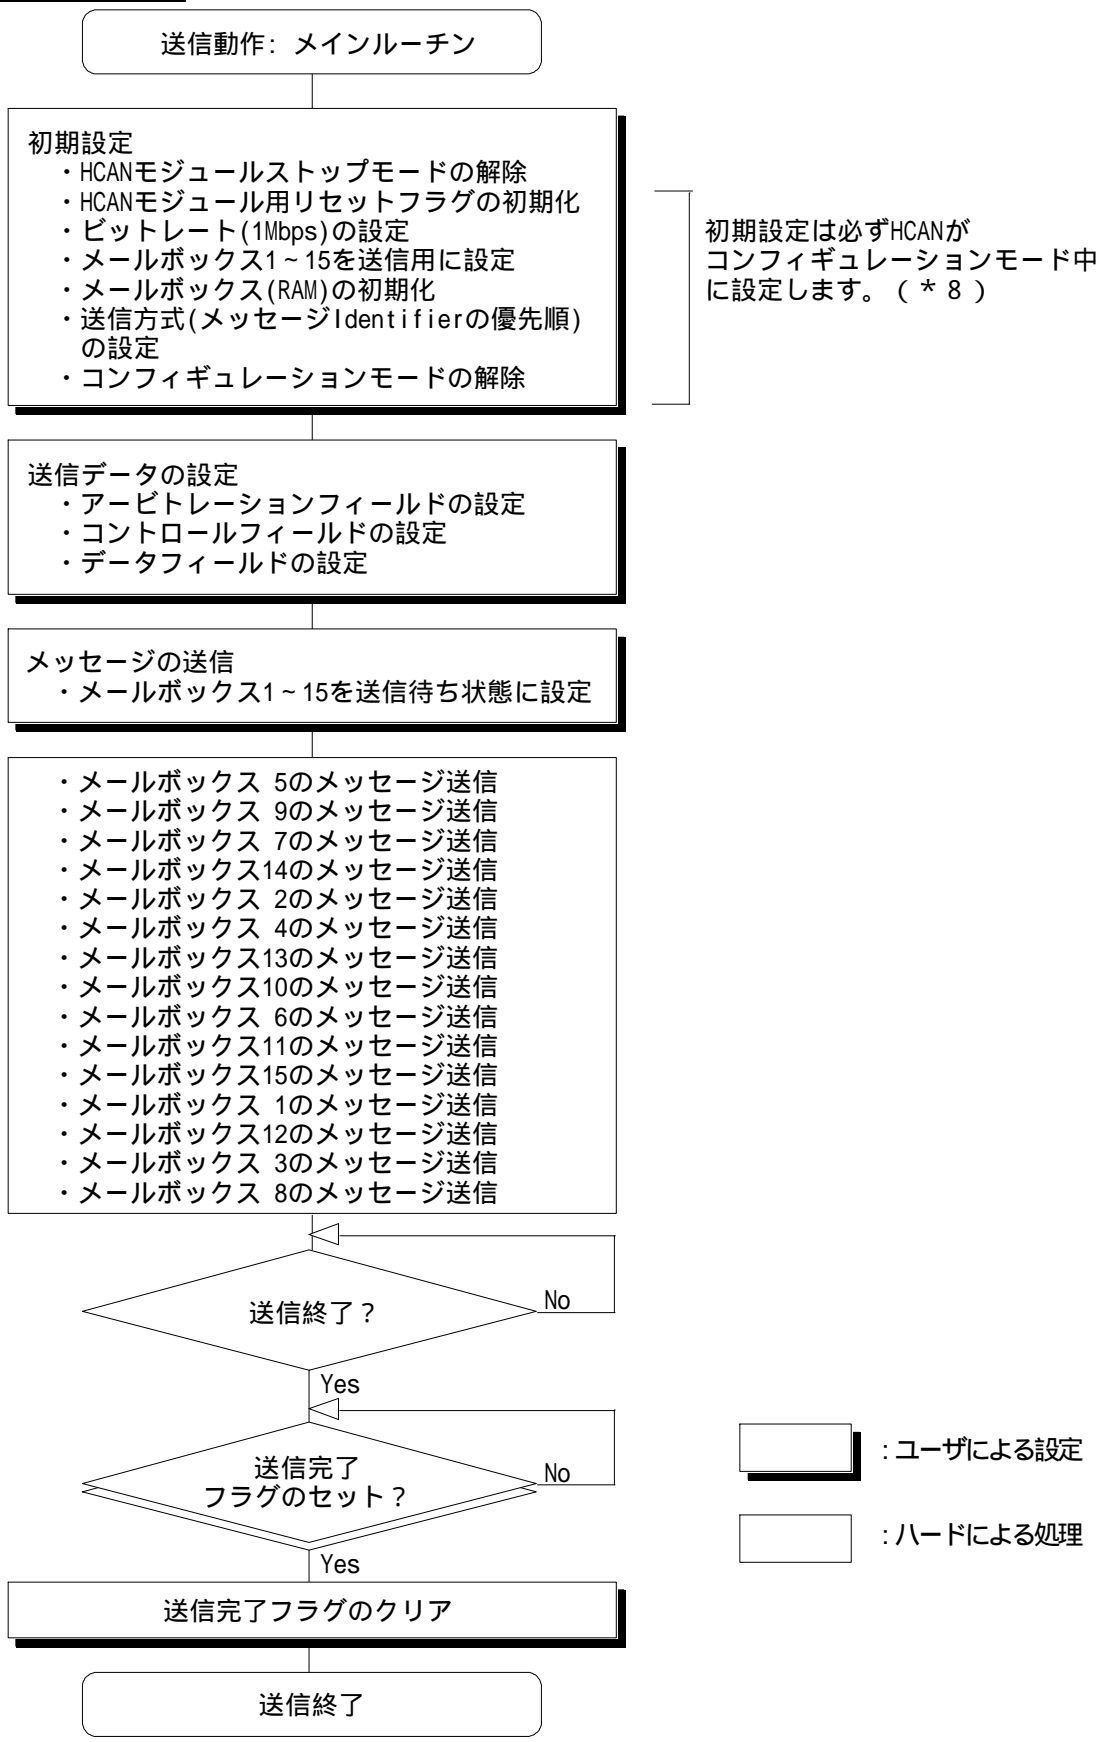 送信動作: メインルーチン
初期設定
・HCANモジュールストップモードの解除
・HCANモジュール用リセットフラグの初期化
・ビットレート(1Mbps)の設定
・メールボックス1~15を送信用に設定
・メールボックス(RAM)の初期化
・送信方式(メッセージIdentifierの優先順)
の設定
・コンフィギュレーションモードの解除
初期設定は必ずHCANが
コンフィギュレーションモード中
に設定します。(*8)
送信データの設定
・アービトレーションフィールドの設定
・コントロールフィールドの設定
・データフィールドの設定
メッセージの送信
・メールボックス1~15を送信待ち状態に設定
・メールボックス 5のメッセージ送信
・メールボックス 9のメッセージ送信
・メールボックス 7のメッセージ送信
・メールボックス14のメッセージ送信
・メールボックス 2のメッセージ送信
・メールボックス 4のメッセージ送信
・メールボックス13のメッセージ送信
・メールボックス10のメッセージ送信
・メールボックス 6のメッセージ送信
・メールボックス11のメッセージ送信
・メールボックス15のメッセージ送信
・メールボックス 1のメッセージ送信
・メールボックス12のメッセージ送信
・メールボックス 3のメッセージ送信
・メールボックス 8のメッセージ送信
送信終了?
No
Yes
送信完了
フラグのセット?
No
Yes
:ユーザによる設定
:ハードによる処理
送信完了フラグのクリア
送信終了